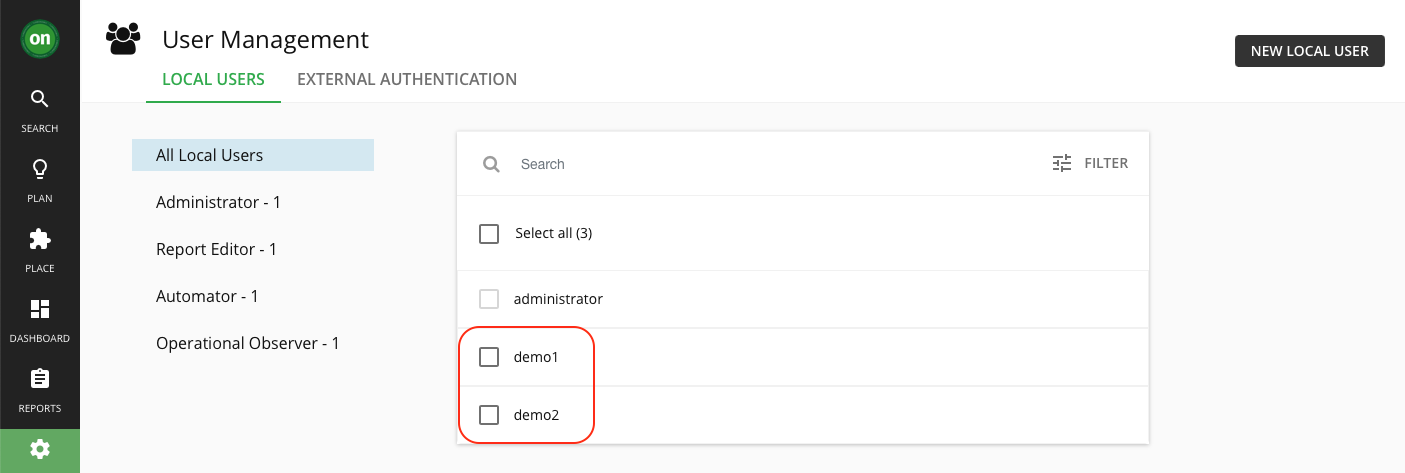 on
User Management
NEW LOCAL USER
LOCAL USERS
EXTERNAL AUTHENTICATION
SEARCH
PLAN
PLACE
DASHBOARD
REPORTS
All Local Users
Administrator - 1
Report Editor - 1
Automator - 1
Operational Observer - 1
Search
FILTER
Select all (3)
administrator
demo1
demo2